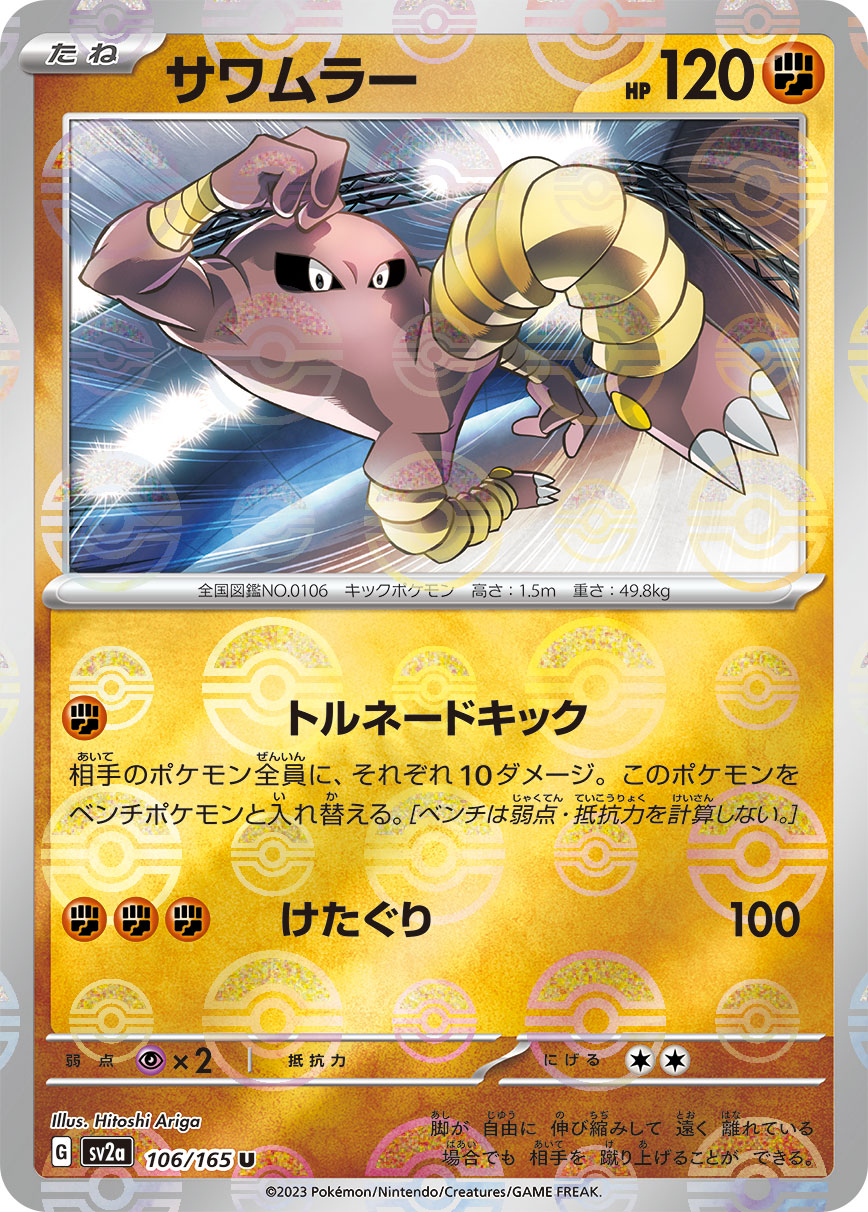 たね サワムラー HP 120
全国図鑑NO.0106 キックポケモン 高さ:1.5m 重さ:49.8kg
トルネードキック
相手のポケモン全員に、それぞれ10ダメージ。このポケモンを
ベンチポケモンと入れ替える。[ベンチは弱点・抵抗力を計算しない。]
けたぐり 100
弱点 ×2 抵抗力 にげる
Illus. Hitoshi Ariga
G sv2a 106/165 U
脚が 自由に 伸び縮みして 遠く 離れている
場合でも 相手を 蹴り上げることが できる。
©2023 Pokémon/Nintendo/Creatures/GAME FREAK.